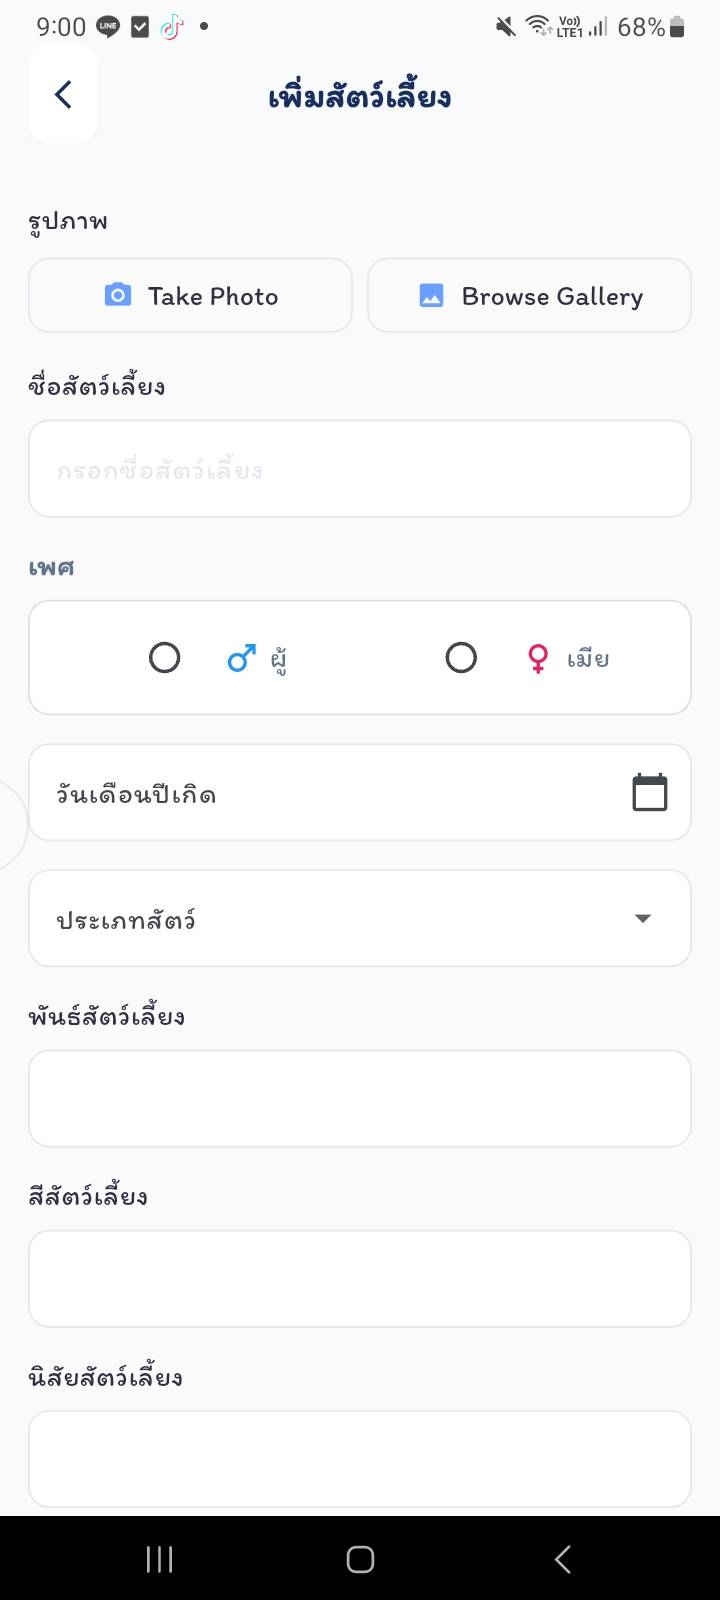 9:00 LINE Vo)) LTE1 68%
เพิ่มสัตว์เลี้ยง
รูปภาพ
Take Photo Browse Gallery
ชื่อสัตว์เลี้ยง
กรอกชื่อสัตว์เลี้ยง
เพศ
ผู้ เมีย
วันเดือนปีเกิด
ประเภทสัตว์
พันธ์สัตว์เลี้ยง
สีสัตว์เลี้ยง
นิสัยสัตว์เลี้ยง